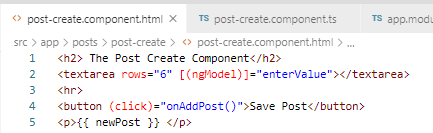 post-create.component.html × TS post-create.component.ts app.modu
src > app > posts > post-create > <> post-create.component.html > ...
1 <h2> The Post Create Component</h2>
2 <textarea rows="6" [(ngModel)]="enterValue"></textarea>
3 <hr>
4 <button (click)="onAddPost()">Save Post</button>
5 <p>{{ newPost }} </p>